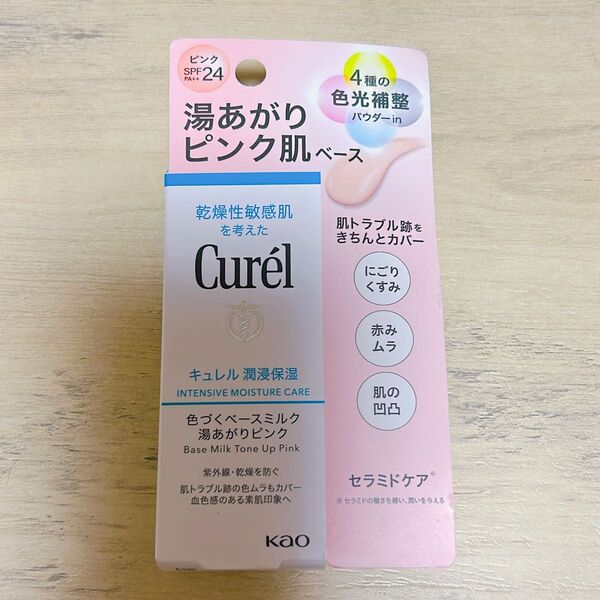 ピンク
SPF24
PA++
4種の
色光補整
パウダーin
湯あがり
ピンク肌ベース
乾燥性敏感肌
を考えた
Curél
キュレル 潤浸保湿
INTENSIVE MOISTURE CARE
色づくベースミルク
湯あがりピンク
Base Milk Tone Up Pink
紫外線・乾燥を防ぐ
肌トラブル跡の色ムラもカバー
血色感のある素肌印象へ
Kao
肌トラブル跡を
きちんとカバー
にごり
くすみ
赤み
ムラ
肌の
凹凸
セラミドケア※
※ セラミドの働きを補い、潤いを与える